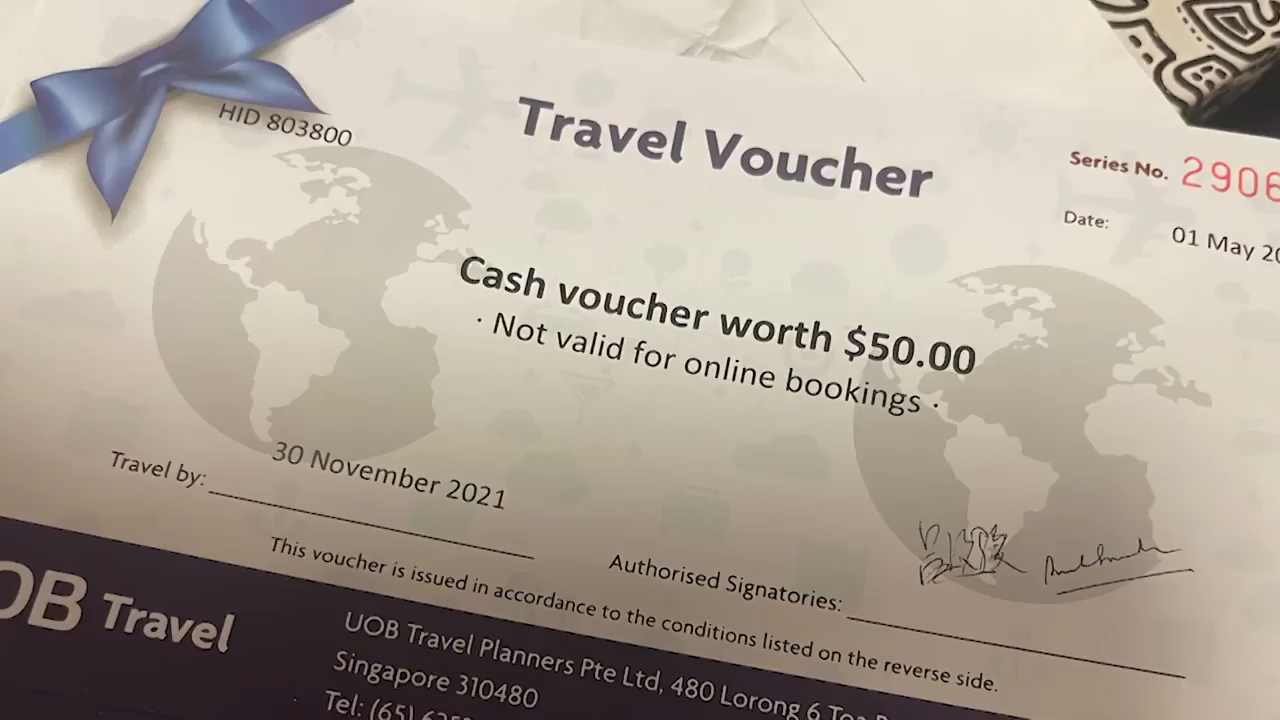 HID 803800
Travel Voucher
Series No. 2906
Date: 01 May
Cash voucher worth $50.00
· Not valid for online bookings ·
Travel by: 30 November 2021
Authorised Signatories:
This voucher is issued in accordance to the conditions listed on the reverse side.
UOB Travel
UOB Travel Planners Pte Ltd, 480 Lorong 6
Singapore 310480
Tel: (65)